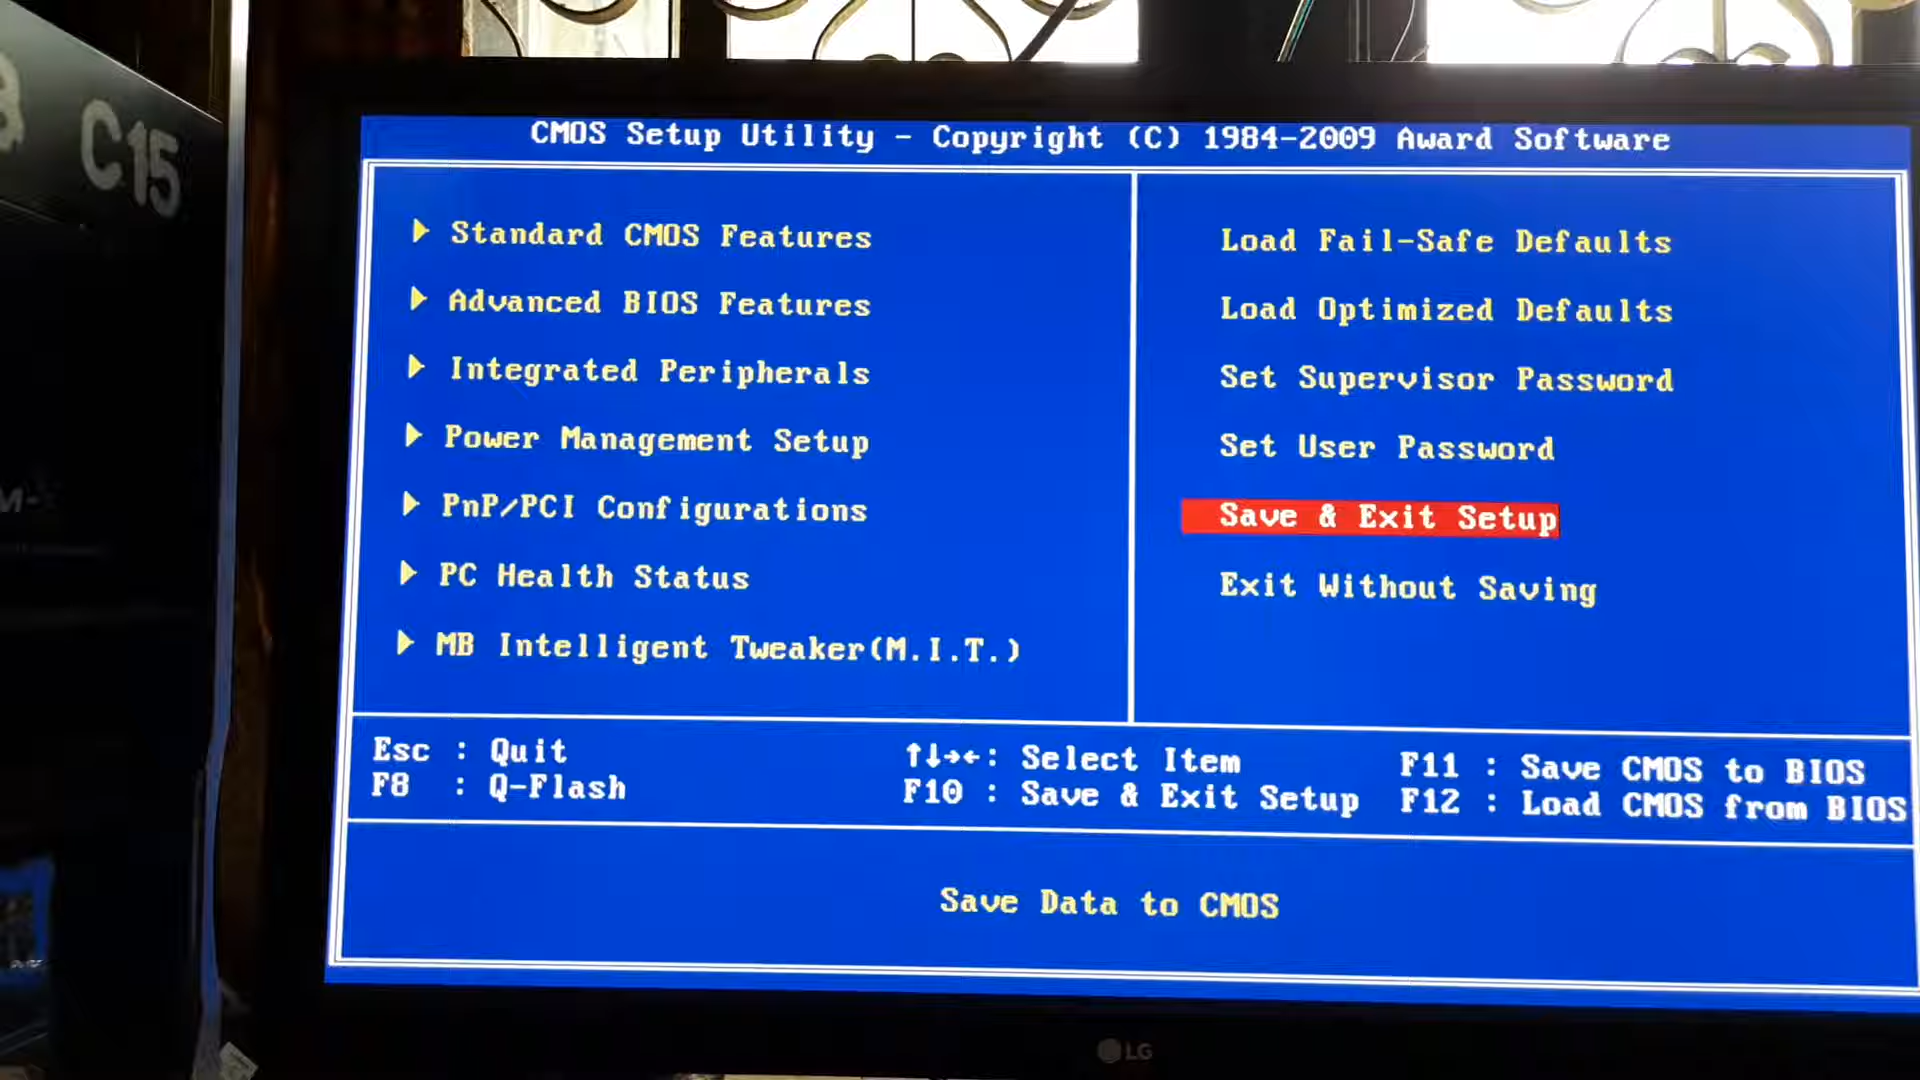 C15
CMOS Setup Utility - Copyright (C) 1984-2009 Award Software
Standard CMOS Features
Advanced BIOS Features
Integrated Peripherals
Power Management Setup
PnP/PCI Configurations
PC Health Status
MB Intelligent Tweaker(M.I.T.)
Load Fail-Safe Defaults
Load Optimized Defaults
Set Supervisor Password
Set User Password
Save & Exit Setup
Exit Without Saving
Esc : Quit
F8 : Q-Flash
↑↓→←: Select Item
F10 : Save & Exit Setup
F11 : Save CMOS to BIOS
F12 : Load CMOS from BIOS
Save Data to CMOS
LG